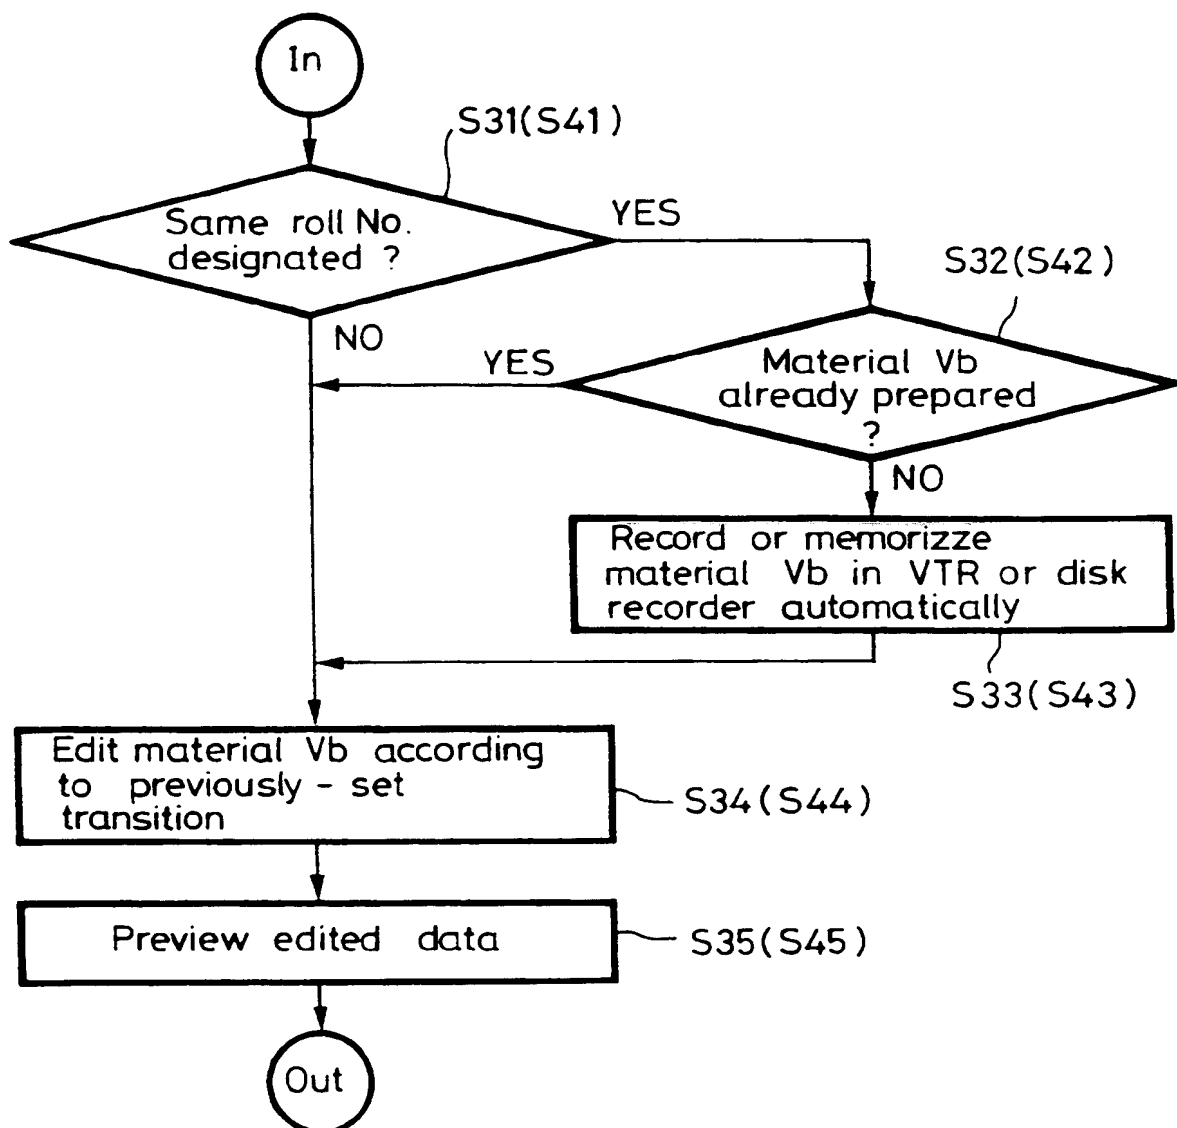 In
S31(S41)
Same roll No.
designated ?
YES
S32(S42)
NO
YES
Material Vb
already prepared
?
NO
Record or memorizze
material Vb in VTR or disk
recorder automatically
S33(S43)
Edit material Vb according
to previously - set
transition
S34(S44)
Preview edited data
S35(S45)
Out